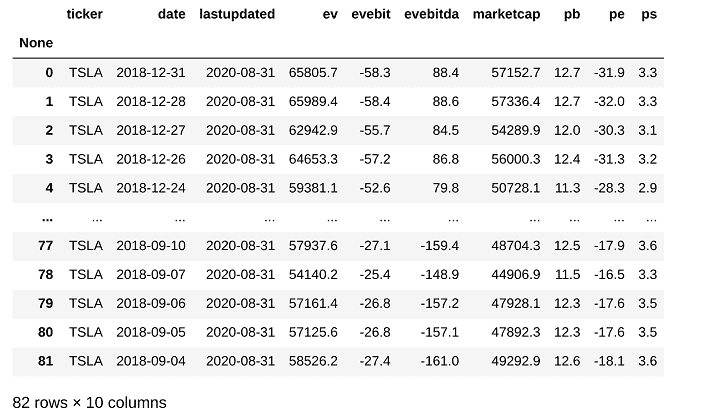 ticker date lastupdated ev evebit evebitda marketcap pb pe ps
None
0 TSLA 2018-12-31 2020-08-31 65805.7 -58.3 88.4 57152.7 12.7 -31.9 3.3
1 TSLA 2018-12-28 2020-08-31 65989.4 -58.4 88.6 57336.4 12.7 -32.0 3.3
2 TSLA 2018-12-27 2020-08-31 62942.9 -55.7 84.5 54289.9 12.0 -30.3 3.1
3 TSLA 2018-12-26 2020-08-31 64653.3 -57.2 86.8 56000.3 12.4 -31.3 3.2
4 TSLA 2018-12-24 2020-08-31 59381.1 -52.6 79.8 50728.1 11.3 -28.3 2.9
... ... ... ... ... ... ... ... ... ... ...
77 TSLA 2018-09-10 2020-08-31 57937.6 -27.1 -159.4 48704.3 12.5 -17.9 3.6
78 TSLA 2018-09-07 2020-08-31 54140.2 -25.4 -148.9 44906.9 11.5 -16.5 3.3
79 TSLA 2018-09-06 2020-08-31 57161.4 -26.8 -157.2 47928.1 12.3 -17.6 3.5
80 TSLA 2018-09-05 2020-08-31 57125.6 -26.8 -157.1 47892.3 12.3 -17.6 3.5
81 TSLA 2018-09-04 2020-08-31 58526.2 -27.4 -161.0 49292.9 12.6 -18.1 3.6
82 rows × 10 columns